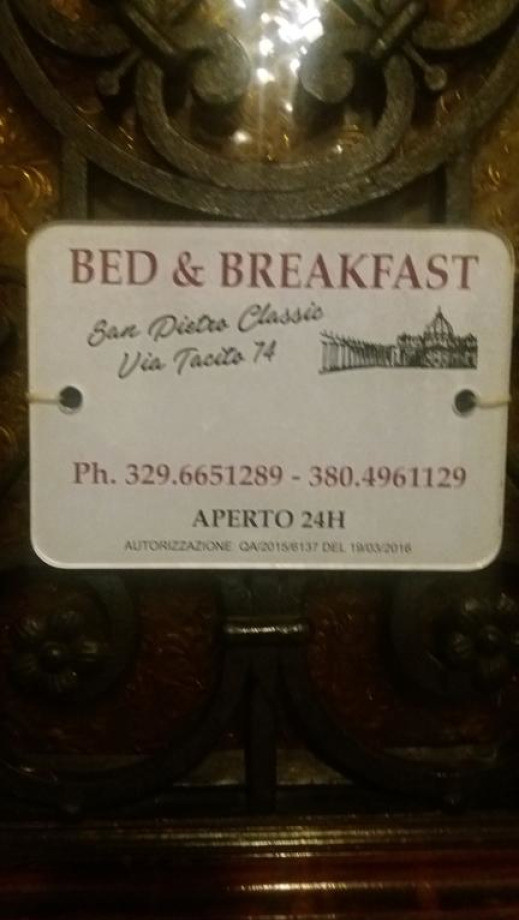 BED & BREAKFAST
San Pietro Classic
Via Tacito 74
Ph. 329.6651289 - 380.4961129
APERTO 24H
AUTORIZZAZIONE: QA/2015/6137 DEL 19/03/2016